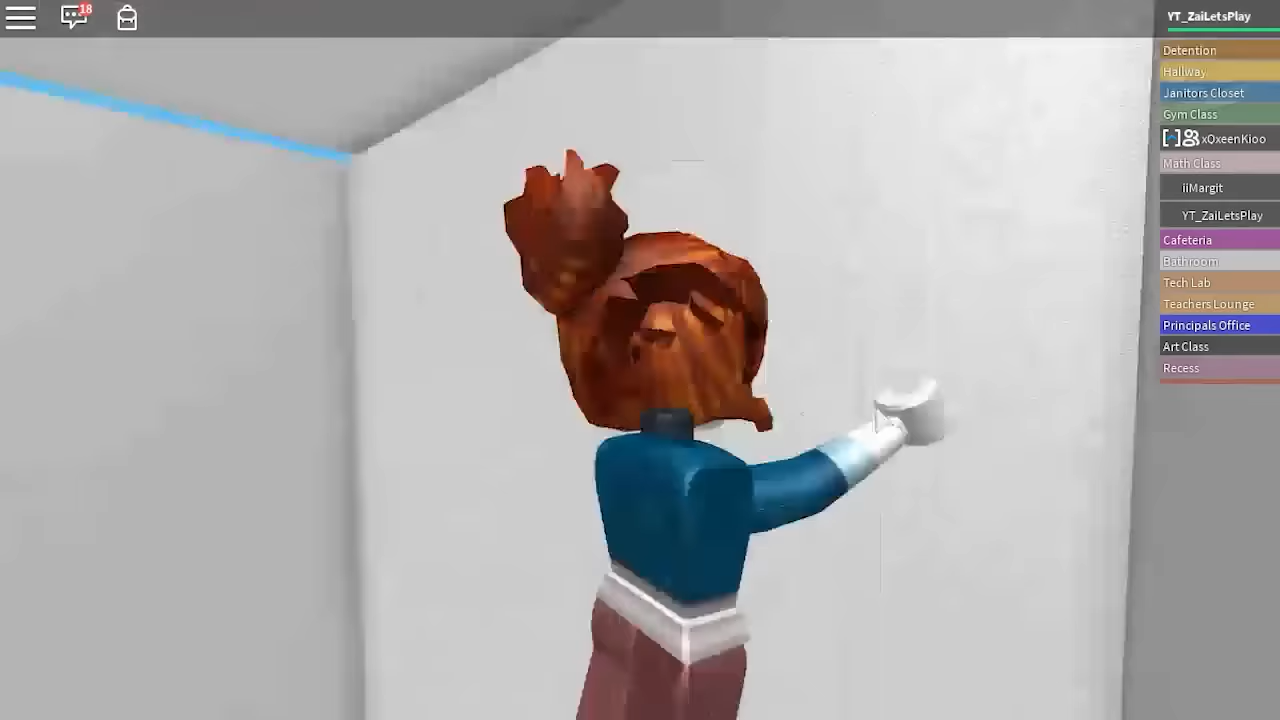 18
YT_ZaiLetsPlay
Detention
Hallway
Janitors Closet
Gym Class
xQxeenKioo
Math Class
iiMargit
YT_ZaiLetsPlay
Cafeteria
Bathroom
Tech Lab
Teachers Lounge
Principals Office
Art Class
Recess